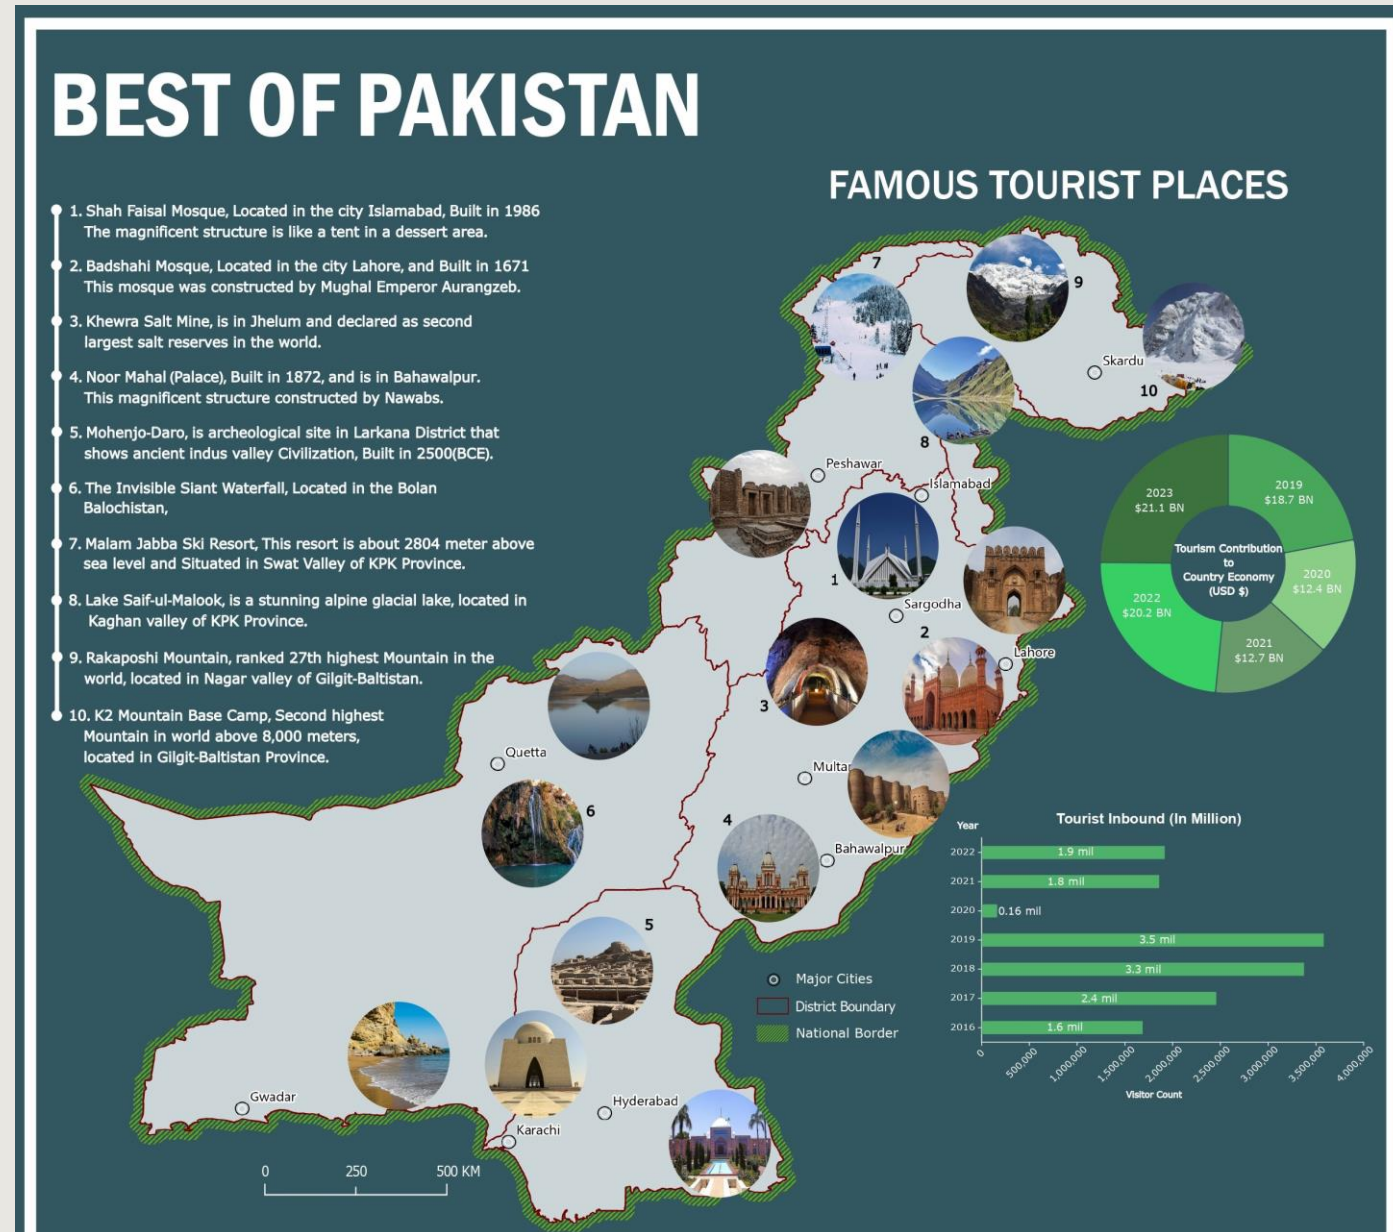 BEST OF PAKISTAN
FAMOUS TOURIST PLACES
1. Shah Faisal Mosque, Located in the city Islamabad, Built in 1986
The magnificent structure is like a tent in a dessert area.
2. Badshahi Mosque, Located in the city Lahore, and Built in 1671
This mosque was constructed by Mughal Emperor Aurangzeb.
3. Khewra Salt Mine, is in Jhelum and declared as second
largest salt reserves in the world.
4. Noor Mahal (Palace), Built in 1872, and is in Bahawalpur.
This magnificent structure constructed by Nawabs.
5. Mohenjo-Daro, is archeological site in Larkana District that
shows ancient indus valley Civilization, Built in 2500(BCE).
6. The Invisible Siant Waterfall, Located in the Bolan
Balochistan,
7. Malam Jabba Ski Resort, This resort is about 2804 meter above
sea level and Situated in Swat Valley of KPK Province.
8. Lake Saif-ul-Malook, is a stunning alpine glacial lake, located in
Kaghan valley of KPK Province.
9. Rakaposhi Mountain, ranked 27th highest Mountain in the
world, located in Nagar valley of Gilgit-Baltistan.
10. K2 Mountain Base Camp, Second highest
Mountain in world above 8,000 meters,
located in Gilgit-Baltistan Province.
7
9
Skardu
10
8
Peshawar
Islamabad
1
Sargodha
2
Lahore
3
Quetta
Multan
6
4
Bahawalpur
5
Gwadar
Hyderabad
Karachi
0 250 500 KM
2023
$21.1 BN
2019
$18.7 BN
2020
$12.4 BN
2021
$12.7 BN
2022
$20.2 BN
Tourism Contribution
to
Country Economy
(USD $)
Major Cities
District Boundary
National Border
Tourist Inbound (In Million)
Year
2022 1.9 mil
2021 1.8 mil
2020 0.16 mil
2019 3.5 mil
2018 3.3 mil
2017 2.4 mil
2016 1.6 mil
0 500,000 1,000,000 1,500,000 2,000,000 2,500,000 3,000,000 3,500,000 4,000,000
Visitor Count